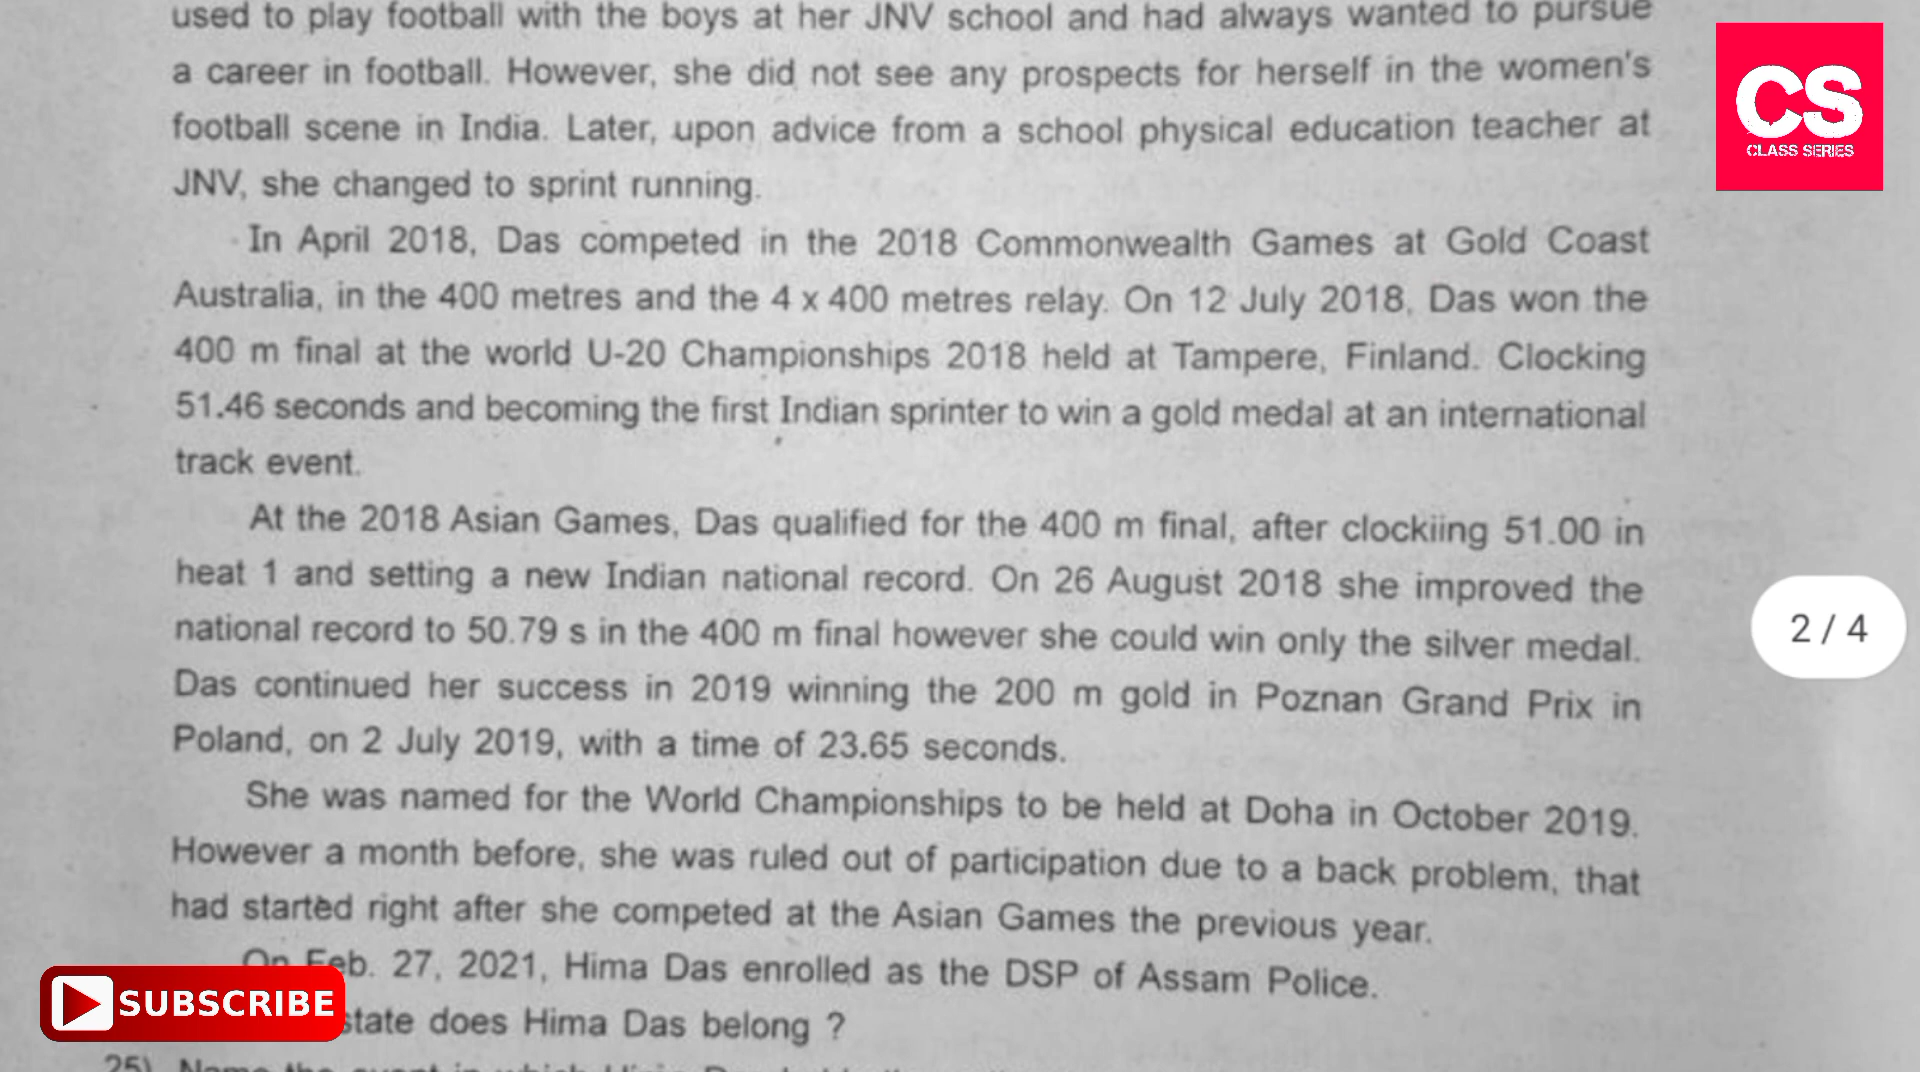 used to play football with the boys at her JNV school and had always wanted to pursue
a career in football. However, she did not see any prospects for herself in the women's
football scene in India. Later, upon advice from a school physical education teacher at
JNV, she changed to sprint running.
In April 2018, Das competed in the 2018 Commonwealth Games at Gold Coast
Australia, in the 400 metres and the 4 x 400 metres relay. On 12 July 2018, Das won the
400 m final at the world U-20 Championships 2018 held at Tampere, Finland. Clocking
51.46 seconds and becoming the first Indian sprinter to win a gold medal at an international
track event.
At the 2018 Asian Games, Das qualified for the 400 m final, after clockiing 51.00 in
heat 1 and setting a new Indian national record. On 26 August 2018 she improved the
national record to 50.79 s in the 400 m final however she could win only the silver medal.
Das continued her success in 2019 winning the 200 m gold in Poznan Grand Prix in
Poland, on 2 July 2019, with a time of 23.65 seconds.
She was named for the World Championships to be held at Doha in October 2019.
However a month before, she was ruled out of participation due to a back problem, that
had started right after she competed at the Asian Games the previous year.
On Feb. 27, 2021, Hima Das enrolled as the DSP of Assam Police.
state does Hima Das belong ?
25) Name the event in which
CS
CLASS SERIES
2 / 4
SUBSCRIBE